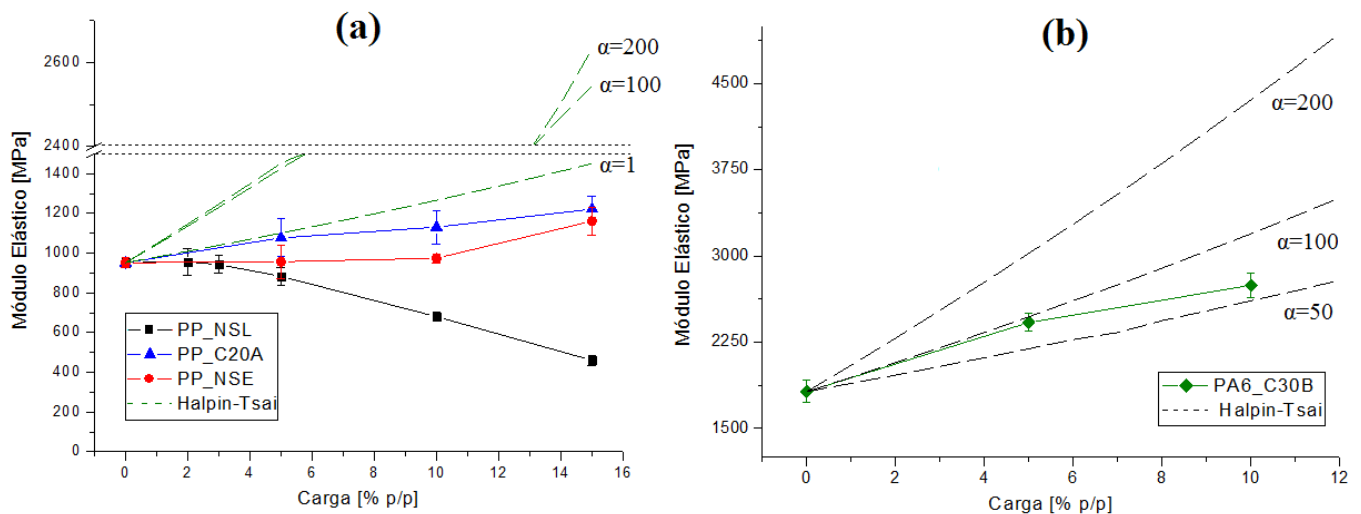 (a)
α=200
α=100
α=1
2600
2400
1400
1200
1000
800
600
400
200
0
Módulo Elástico [MPa]
PP_NSL
PP_C20A
PP_NSE
Halpin-Tsai
0 2 4 6 8 10 12 14 16
Carga [% p/p]
(b)
α=200
α=100
α=50
4500
3750
3000
2250
1500
Módulo Elástico [MPa]
PA6_C30B
Halpin-Tsai
0 2 4 6 8 10 12
Carga [% p/p]